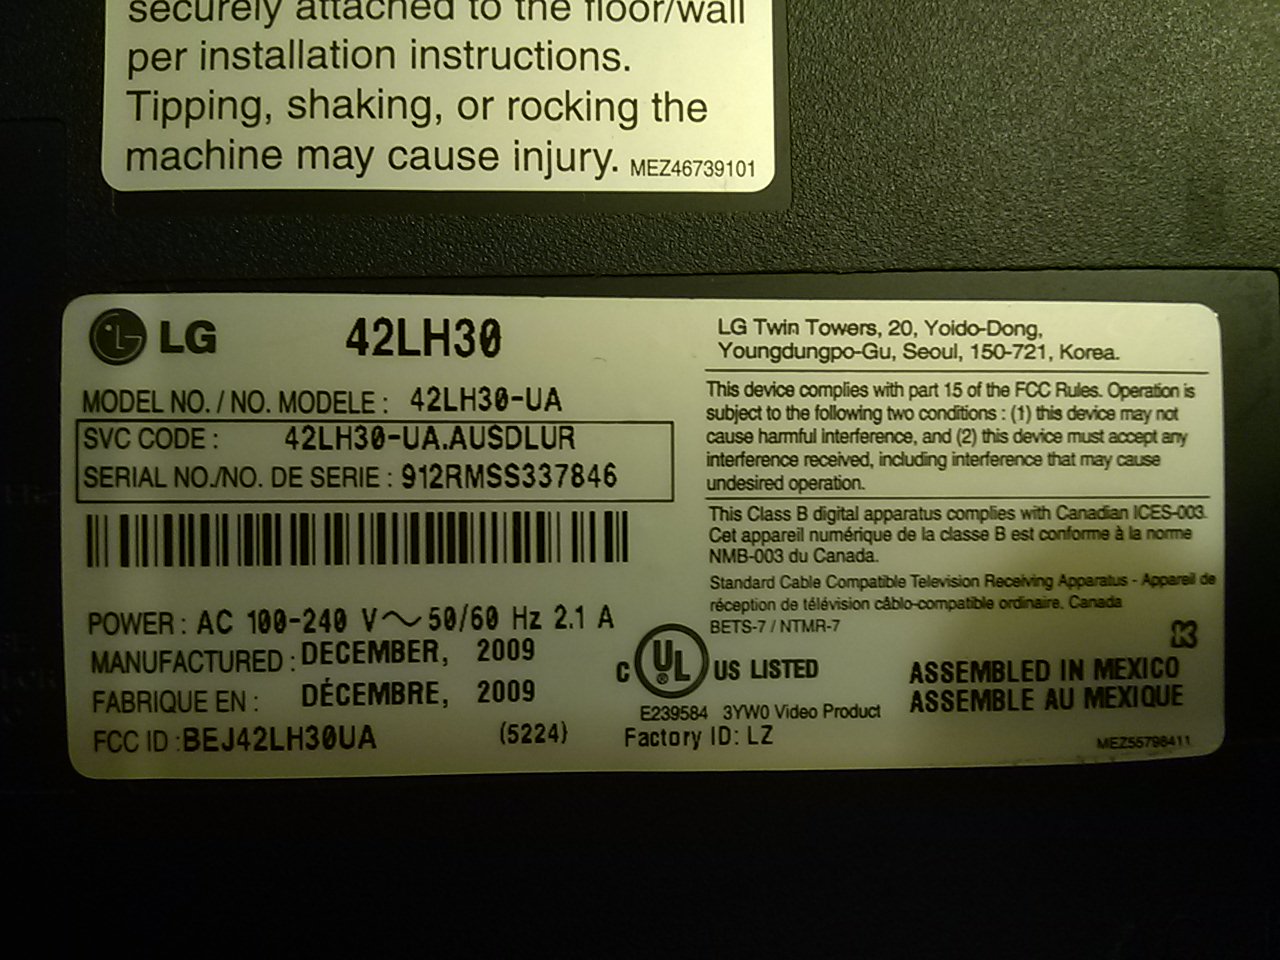 securely attached to the floor/wall
per installation instructions.
Tipping, shaking, or rocking the
machine may cause injury. MEZ46739101
LG 42LH30
MODEL NO. / NO. MODELE : 42LH30-UA
SVC CODE : 42LH30-UA.AUSDLUR
SERIAL NO./NO. DE SERIE : 912RMSS337846
POWER : AC 100-240 V~50/60 Hz 2.1 A
MANUFACTURED : DECEMBER, 2009
FABRIQUE EN : DÉCEMBRE, 2009
FCC ID : BEJ42LH30UA (5224)
LG Twin Towers, 20, Yoido-Dong,
Youngdungpo-Gu, Seoul, 150-721, Korea.
This device complies with part 15 of the FCC Rules. Operation is
subject to the following two conditions : (1) this device may not
cause harmful interference, and (2) this device must accept any
interference received, including interference that may cause
undesired operation.
This Class B digital apparatus complies with Canadian ICES-003.
Cet appareil numérique de la classe B est conforme à la norme
NMB-003 du Canada.
Standard Cable Compatible Television Receiving Apparatus - Appareil de
réception de télévision câblo-compatible ordinaire, Canada
BETS-7 / NTMR-7
C UL ® US LISTED
E239584 3YW0 Video Product
Factory ID: LZ
ASSEMBLED IN MEXICO
ASSEMBLE AU MEXIQUE
MEZ55798411